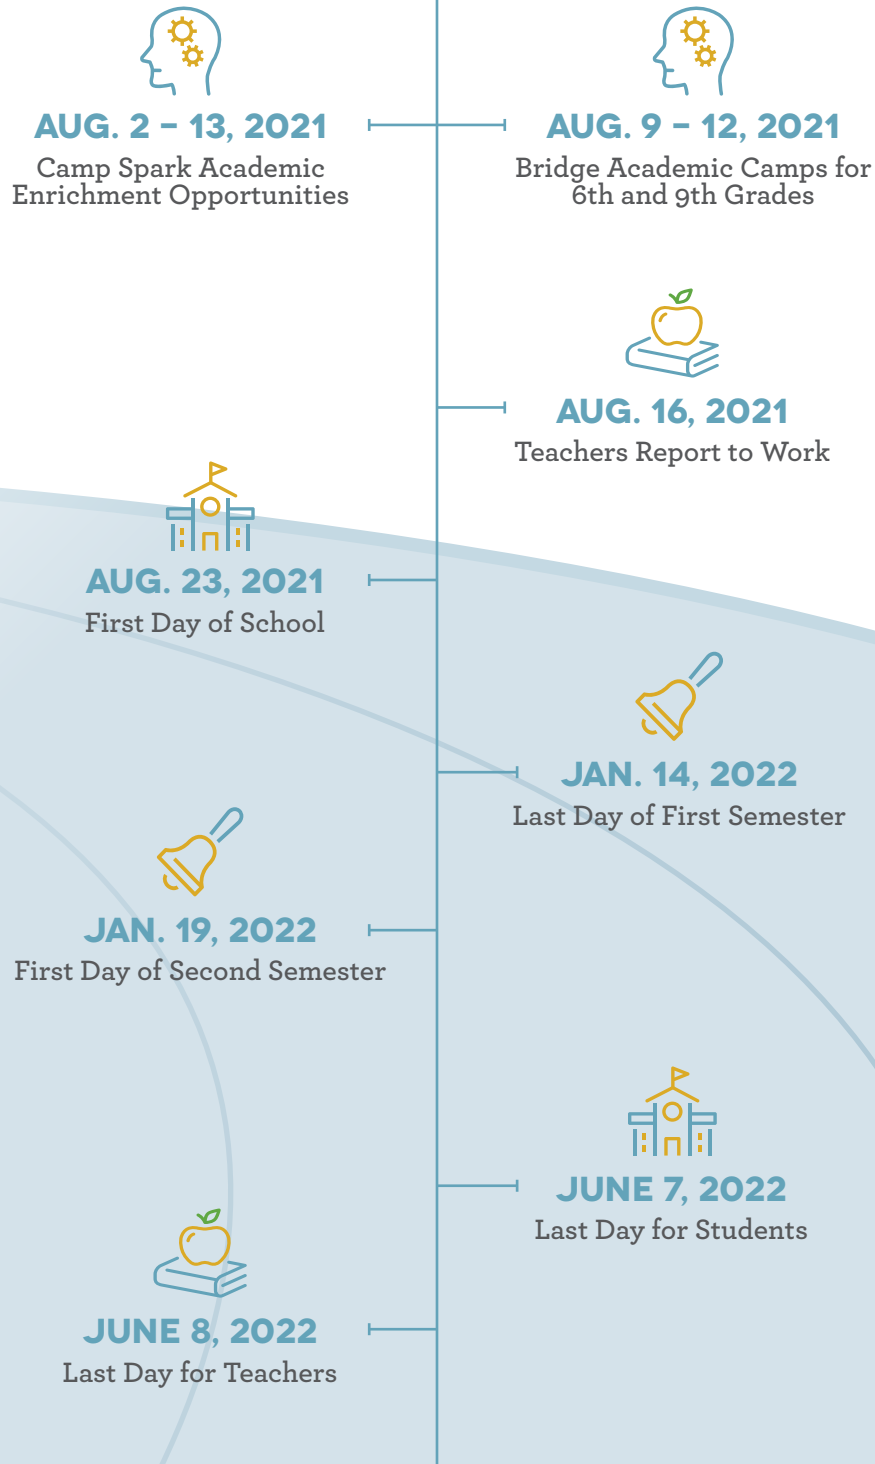 AUG. 2 – 13, 2021
Camp Spark Academic
Enrichment Opportunities
AUG. 9 – 12, 2021
Bridge Academic Camps for
6th and 9th Grades
AUG. 16, 2021
Teachers Report to Work
AUG. 23, 2021
First Day of School
JAN. 14, 2022
Last Day of First Semester
JAN. 19, 2022
First Day of Second Semester
JUNE 7, 2022
Last Day for Students
JUNE 8, 2022
Last Day for Teachers